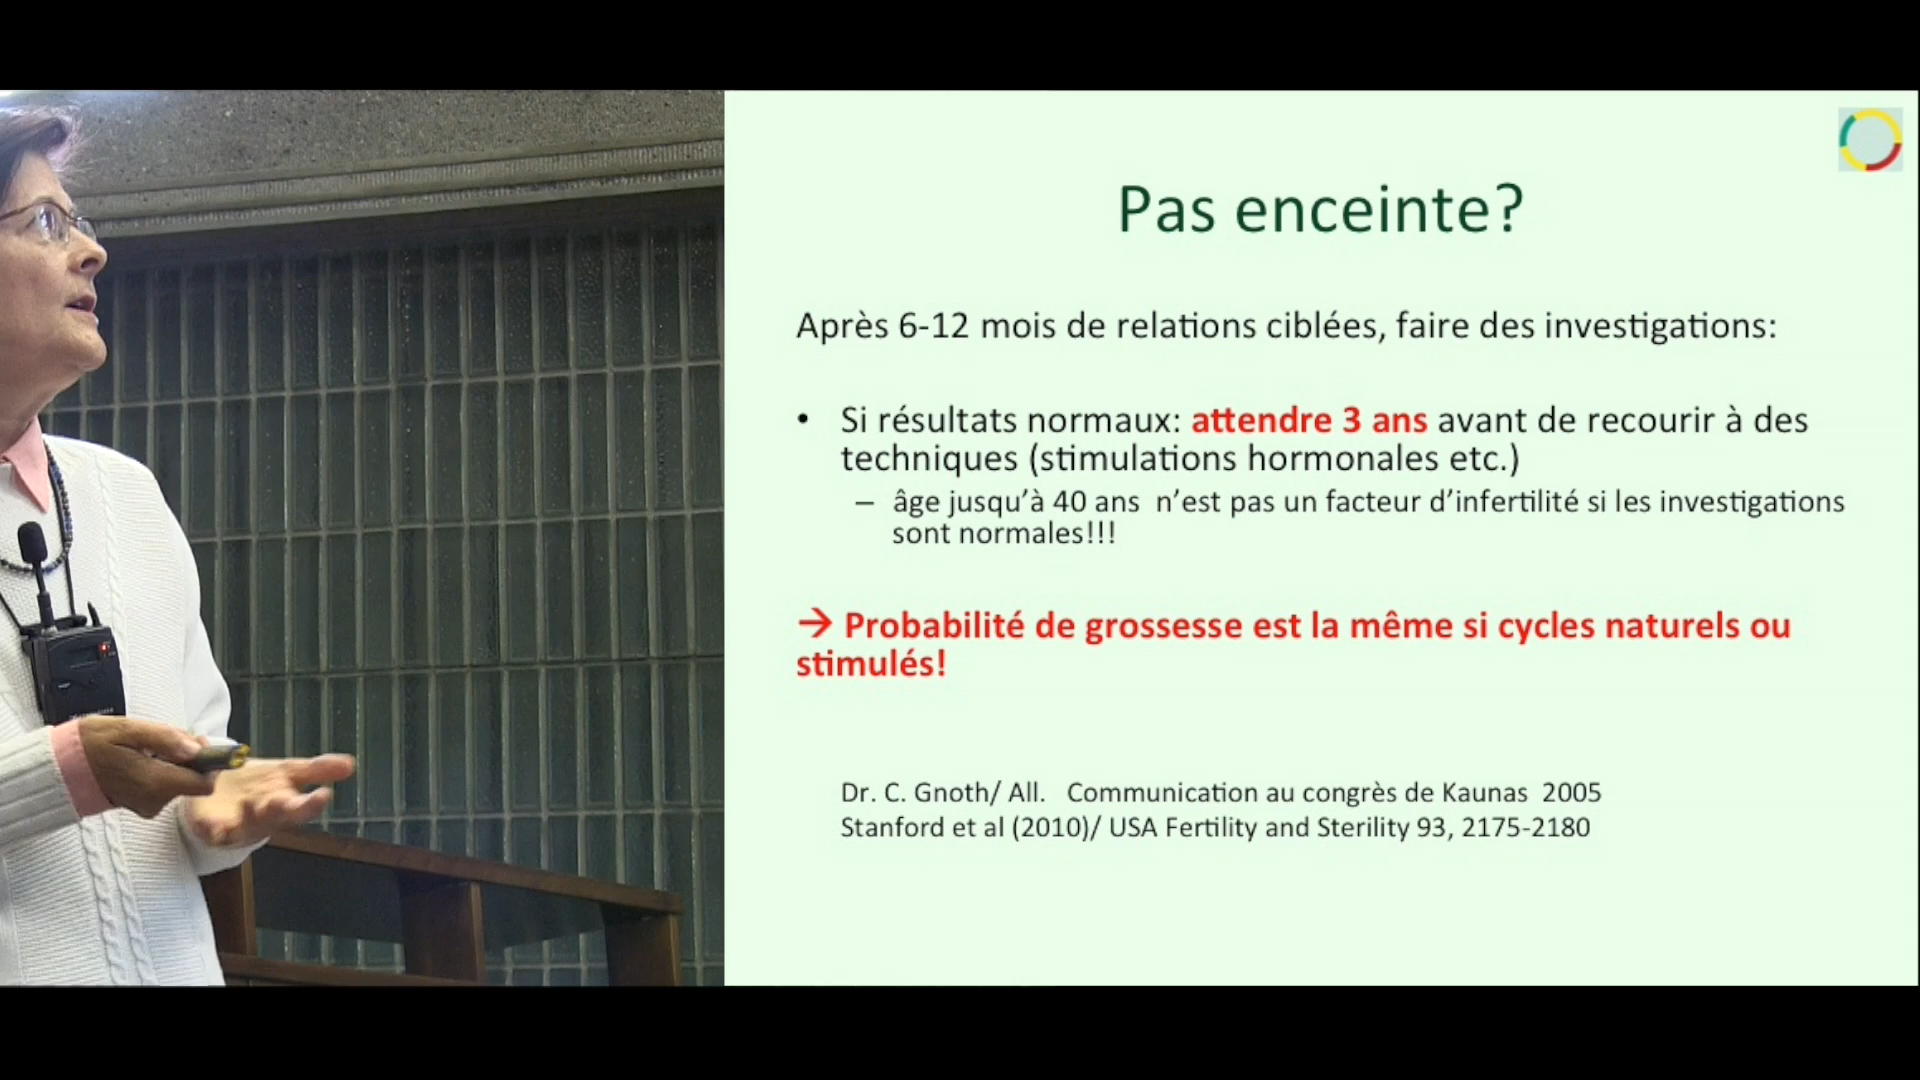 Pas enceinte?
Après 6-12 mois de relations ciblées, faire des investigations:
• Si résultats normaux: attendre 3 ans avant de recourir à des
techniques (stimulations hormonales etc.)
– âge jusqu'à 40 ans n'est pas un facteur d'infertilité si les investigations
sont normales!!!
→ Probabilité de grossesse est la même si cycles naturels ou
stimulés!
Dr. C. Gnoth/ All. Communication au congrès de Kaunas 2005
Stanford et al (2010)/ USA Fertility and Sterility 93, 2175-2180